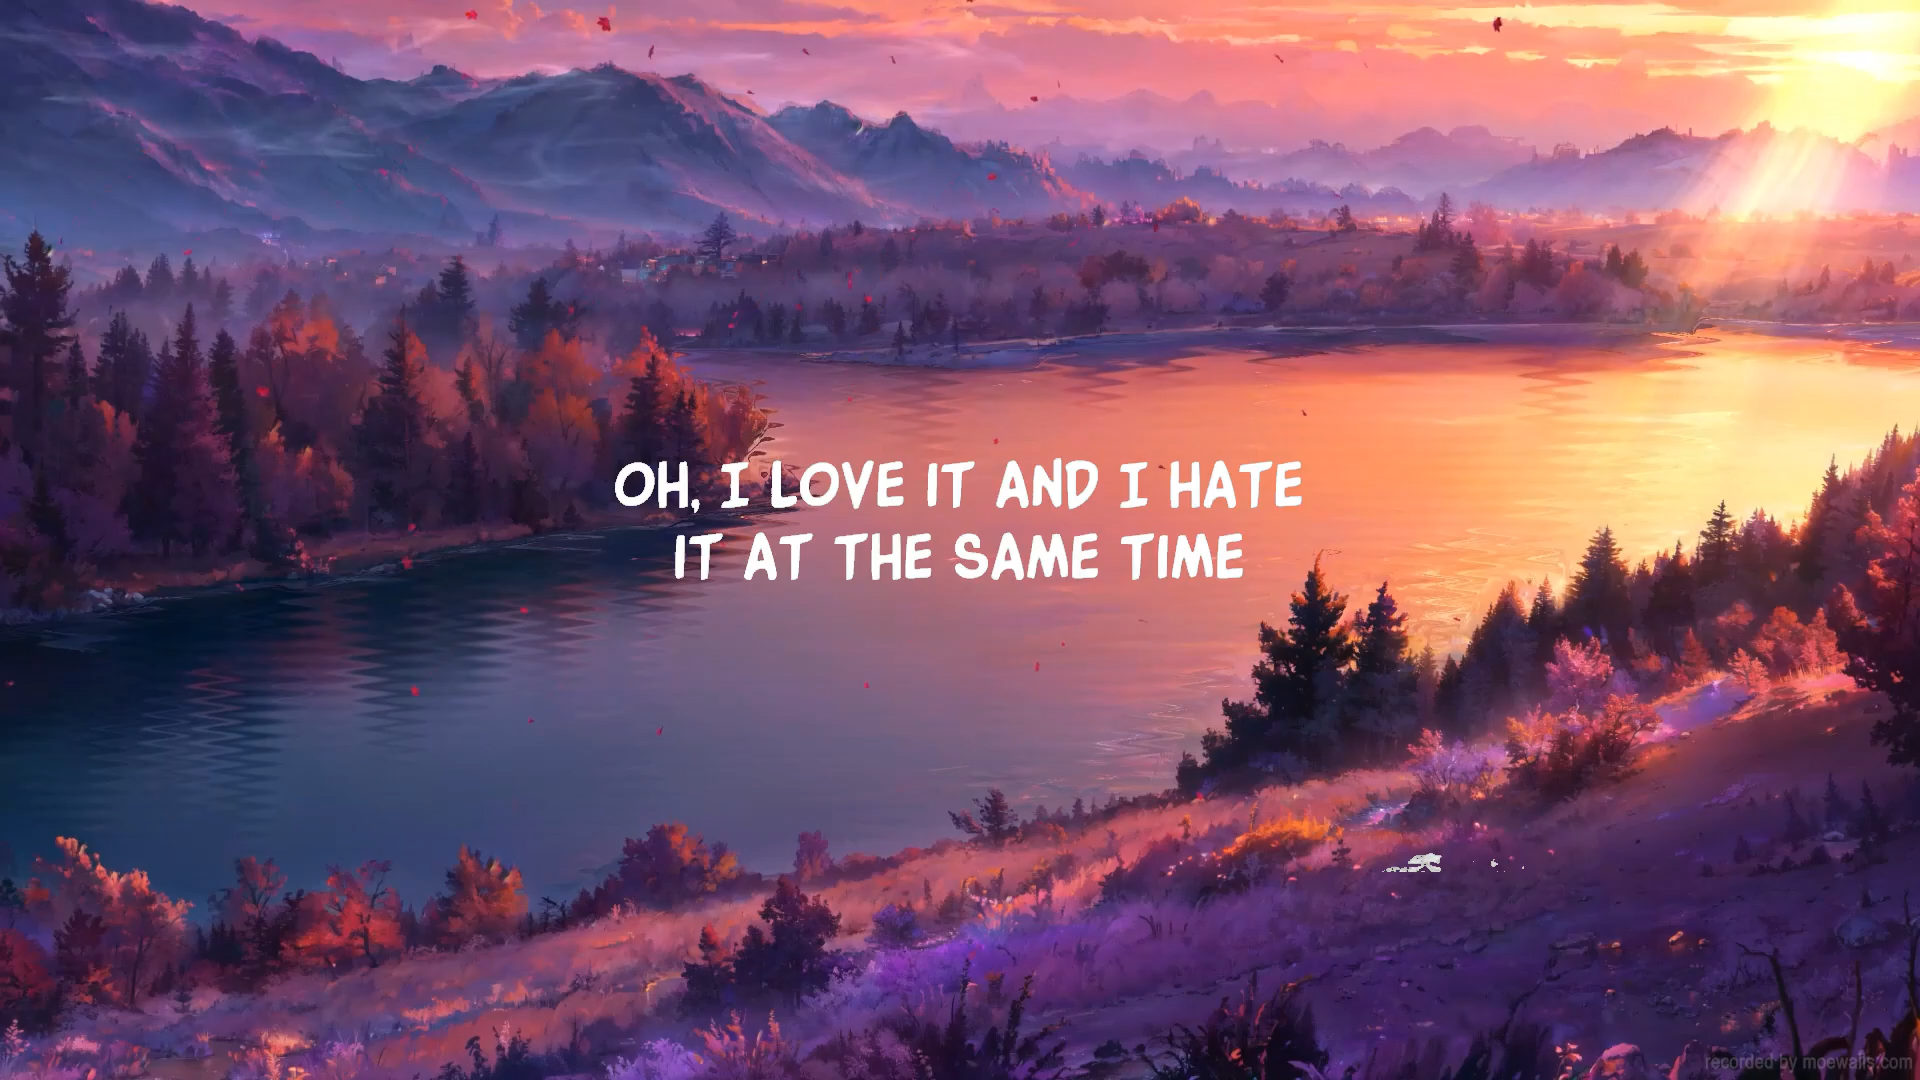 OH, I LOVE IT AND I HATE
IT AT THE SAME TIME
recorded by moewalls.com